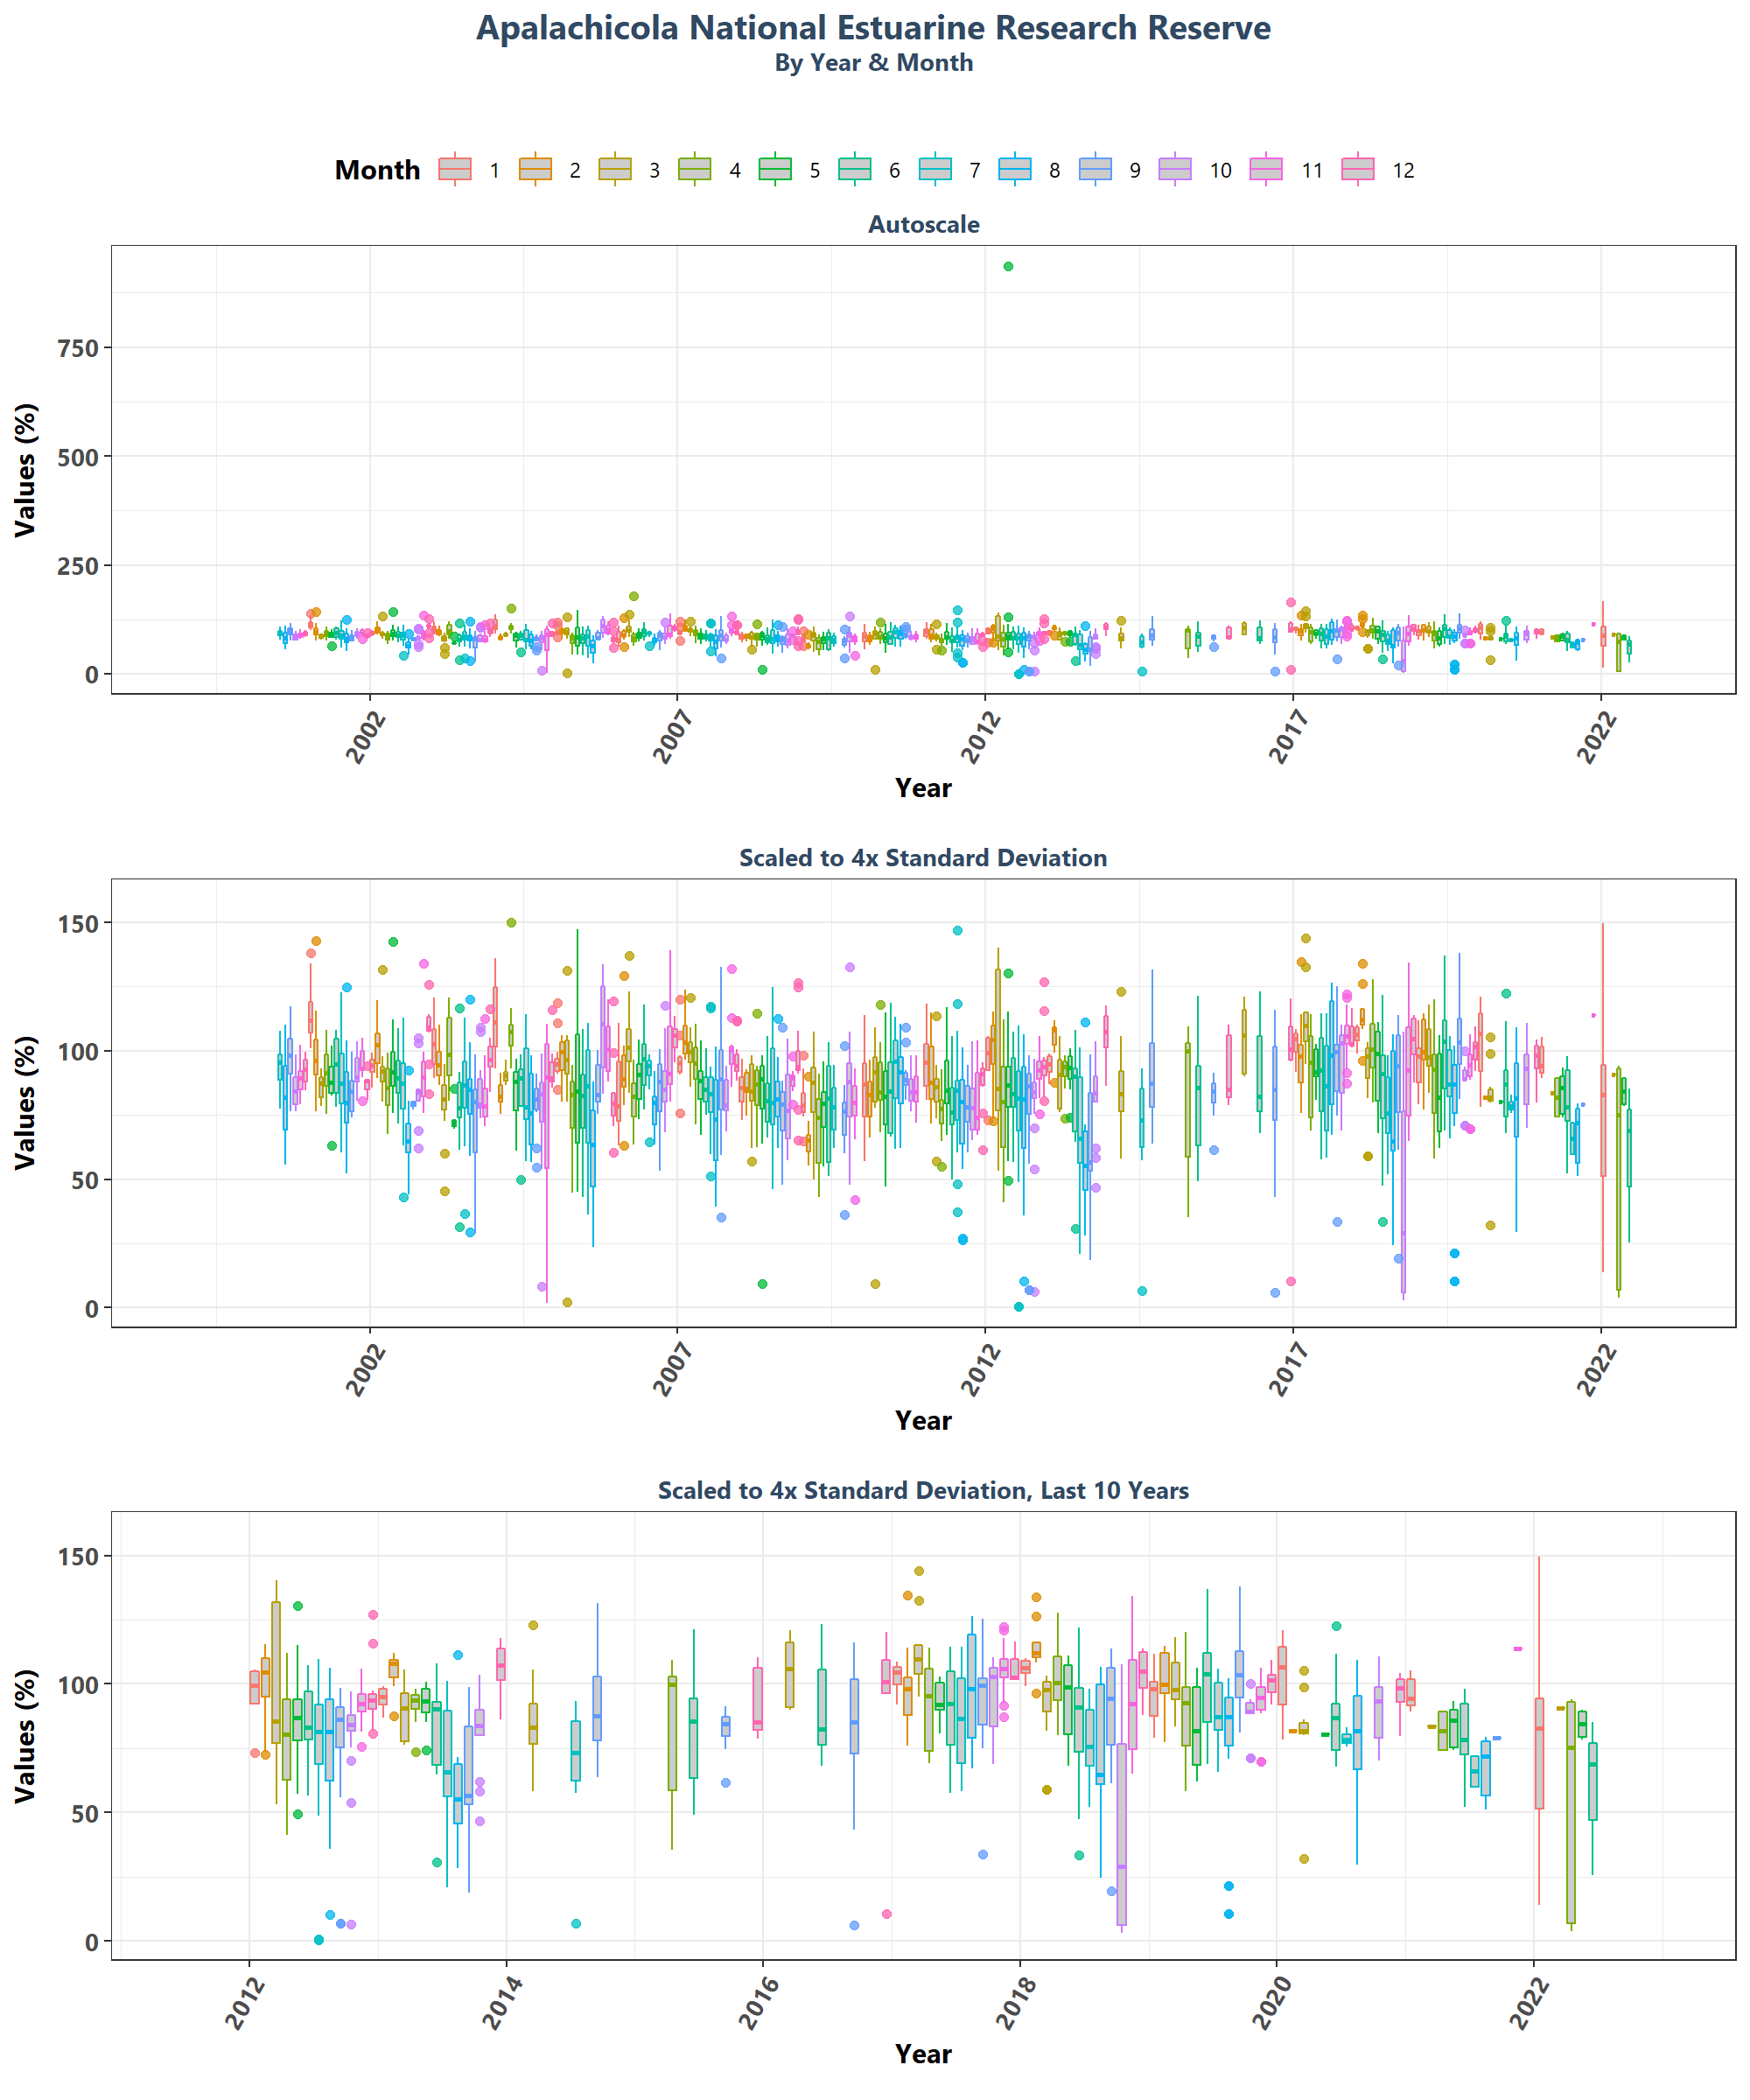 Apalachicola National Estuarine Research Reserve
By Year & Month
Month 1 2 3 4 5 6 7 8 9 10 11 12
Autoscale
Values (%)
750
500
250
0
2002 2007 2012 2017 2022
Year
Scaled to 4x Standard Deviation
Values (%)
150
100
50
0
2002 2007 2012 2017 2022
Year
Scaled to 4x Standard Deviation, Last 10 Years
Values (%)
150
100
50
0
2012 2014 2016 2018 2020 2022
Year